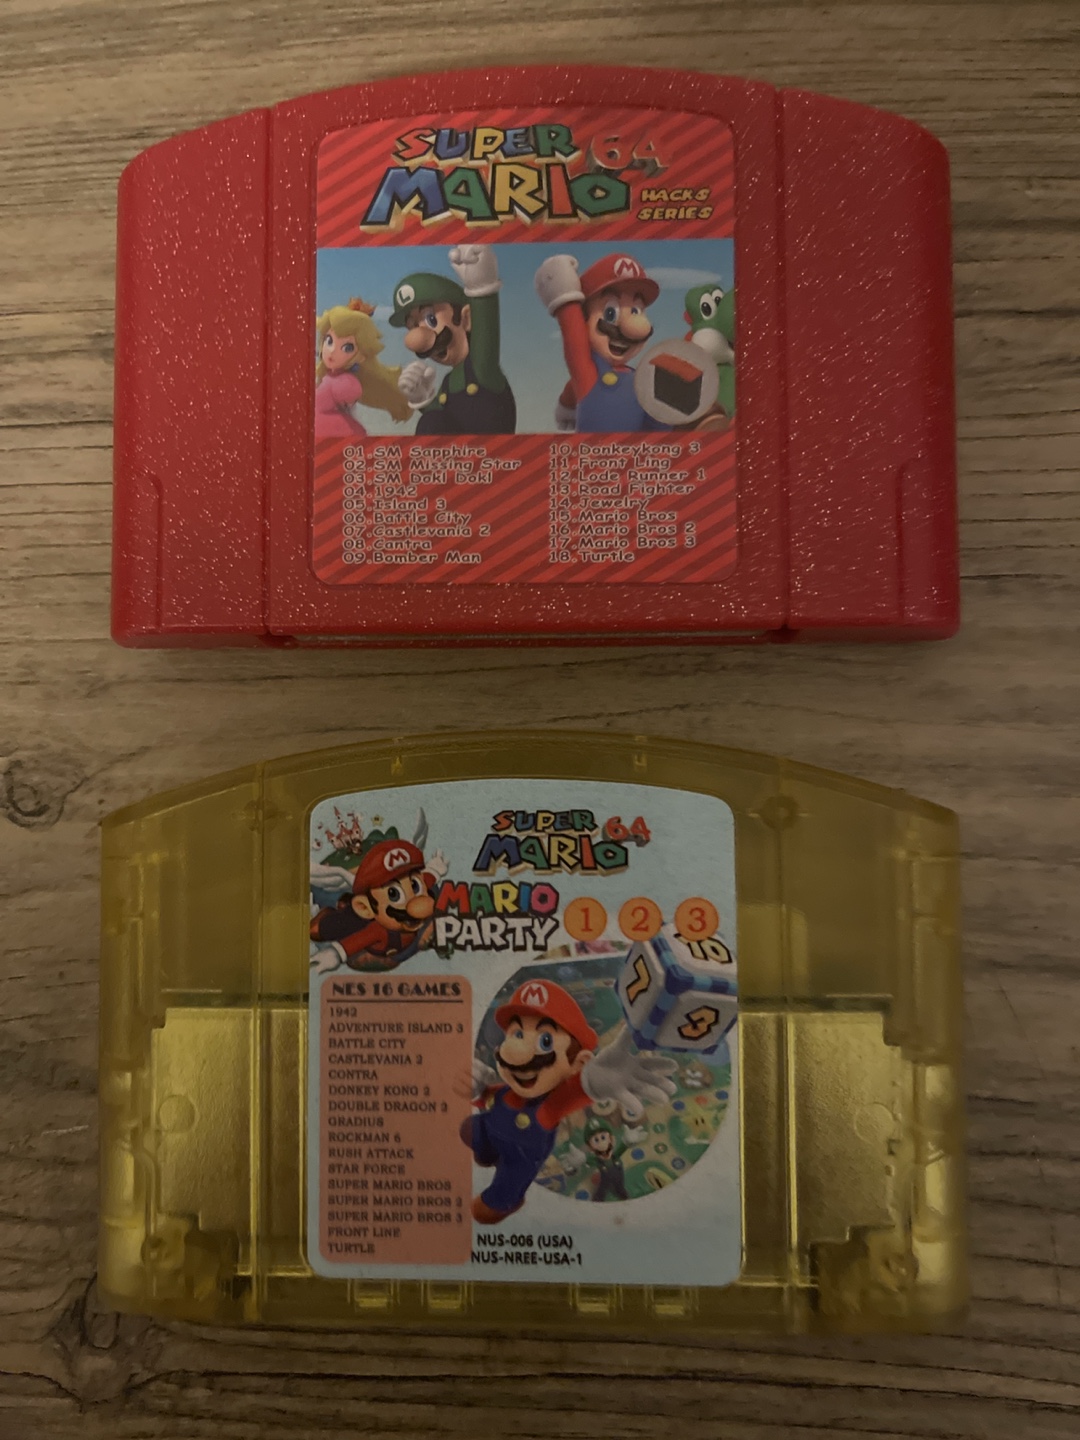 SUPER
MARIO 64
HACKS
SERIES
L
M
01.SM Sapphire
02.SM Missing Star
03.SM Doki Doki
04.1942
05.Island 3
06.Battle City
07.Castlevania 2
08.Contra
09.Bomber Man
10.Donkeykong 3
11.Front Ling
12.Lode Runner 1
13.Road Fighter
14.Jewelry
15.Mario Bros
16.Mario Bros 2
17.Mario Bros 3
18.Turtle
SUPER
MARIO 64
M
MARIO
PARTY 1 2 3
10
1
3
M
NES 16 GAMES
1942
ADVENTURE ISLAND 3
BATTLE CITY
CASTLEVANIA 2
CONTRA
DONKEY KONG 2
DOUBLE DRAGON 3
GRADIUS
ROCKMAN 6
RUSH ATTACK
STAR FORCE
SUPER MARIO BROS
SUPER MARIO BROS 2
SUPER MARIO BROS 3
FRONT LINE
TURTLE
NUS-006 (USA)
NUS-NREE-USA-1